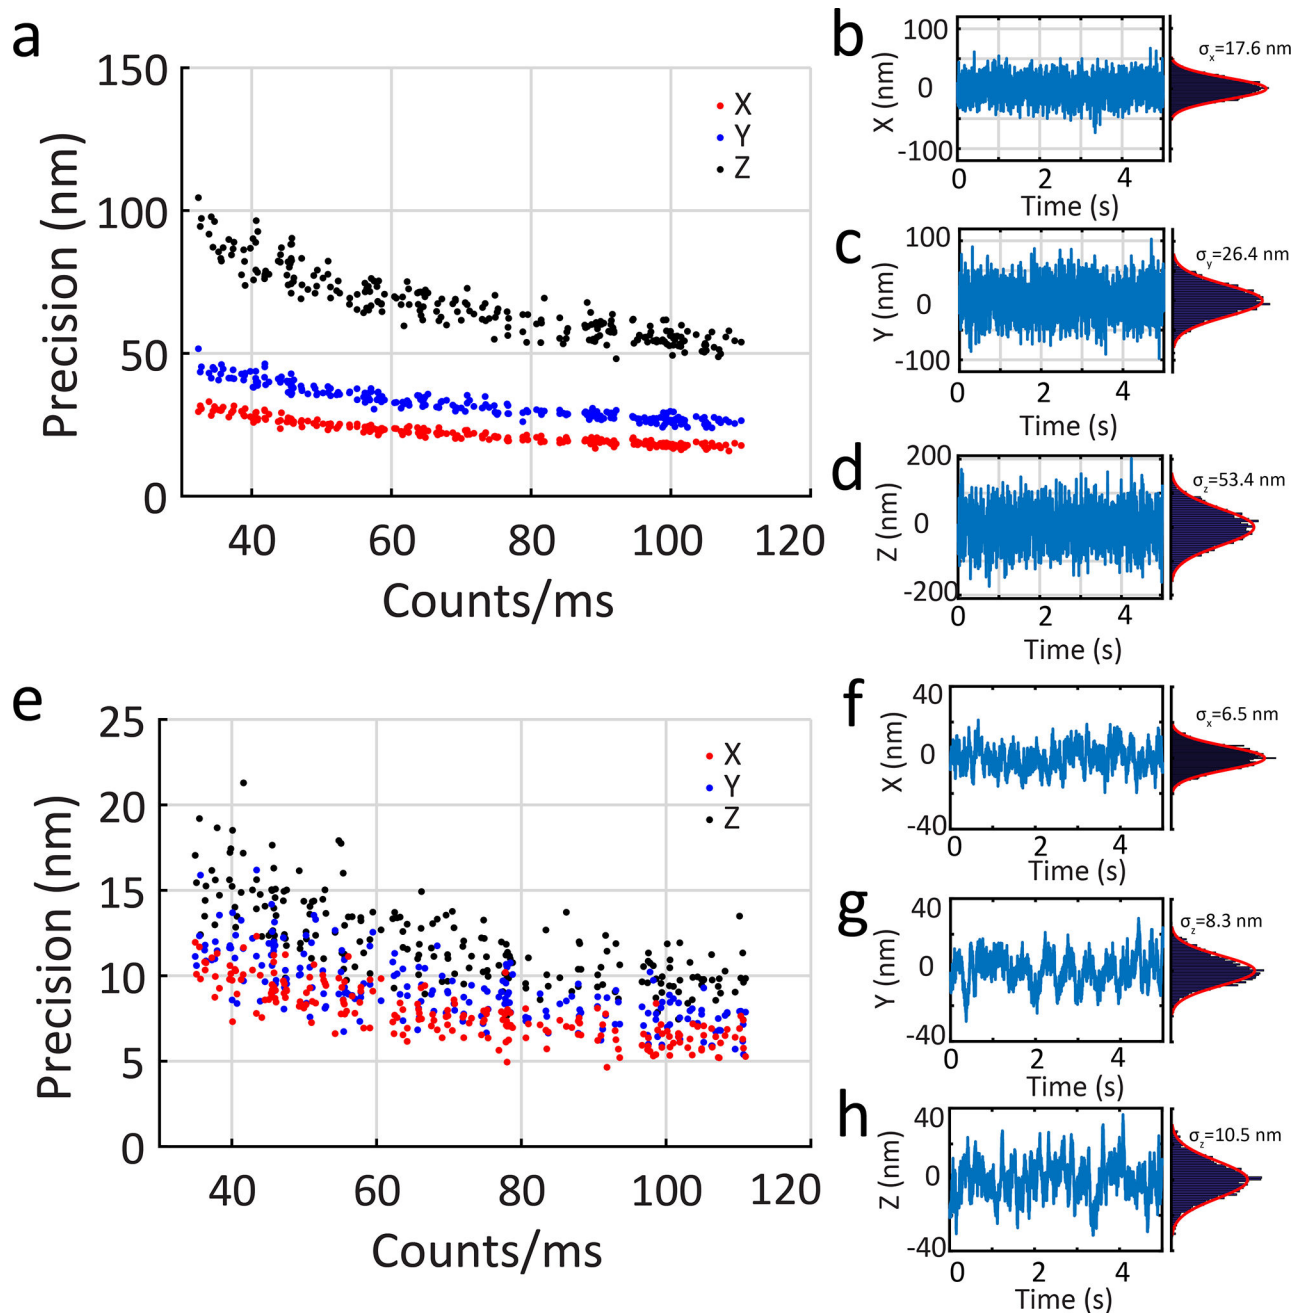 a
150
100
50
0
Precision (nm)
X
Y
Z
40 60 80 100 120
Counts/ms
b
100
0
-100
X (nm)
σx=17.6 nm
0 2 4
Time (s)
c
100
0
-100
Y (nm)
σy=26.4 nm
0 2 4
Time (s)
d
200
0
-200
Z (nm)
σz=53.4 nm
0 2 4
Time (s)
e
25
20
15
10
5
0
Precision (nm)
X
Y
Z
40 60 80 100 120
Counts/ms
f
40
0
-40
X (nm)
σx=6.5 nm
0 2 4
Time (s)
g
40
0
-40
Y (nm)
σz=8.3 nm
0 2 4
Time (s)
h
40
0
-40
Z (nm)
σz=10.5 nm
0 2 4
Time (s)